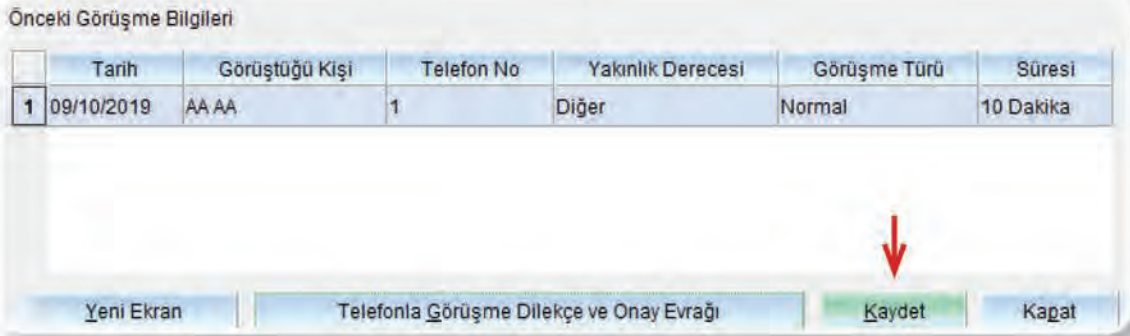 Önceki Görüşme Bilgileri
Tarih Görüştüğü Kişi Telefon No Yakınlık Derecesi Görüşme Türü Süresi
1 09/10/2019 AA AA 1 Diğer Normal 10 Dakika
Yeni Ekran Telefonla Görüşme Dilekçe ve Onay Evrağı Kaydet Kapat